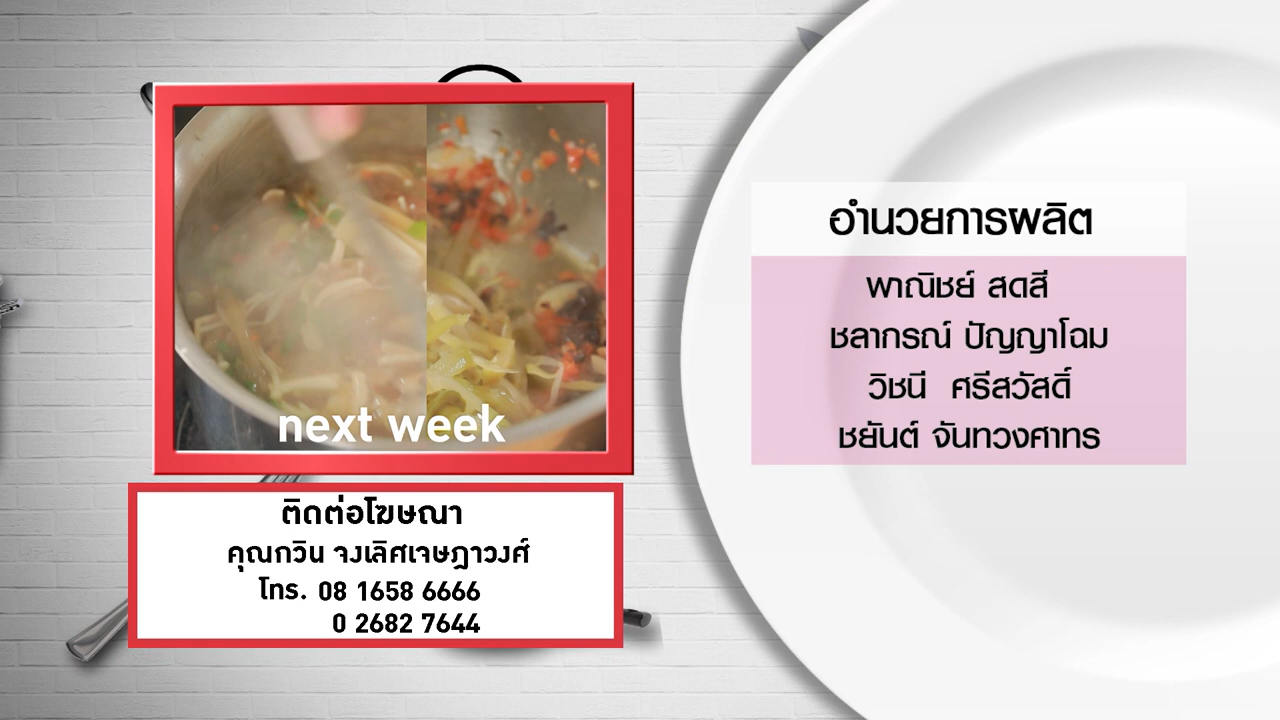 next week
ติดต่อโฆษณา
คุณกวิน จงเลิศเจษฎาวงศ์
โทร. 08 1658 6666
0 2682 7644
อำนวยการผลิต
พาณิชย์ สดสี
ชลากรณ์ ปัญญาโฉม
วิชนี ศรีสวัสดิ์
ชยันต์ จันทวงศาทร